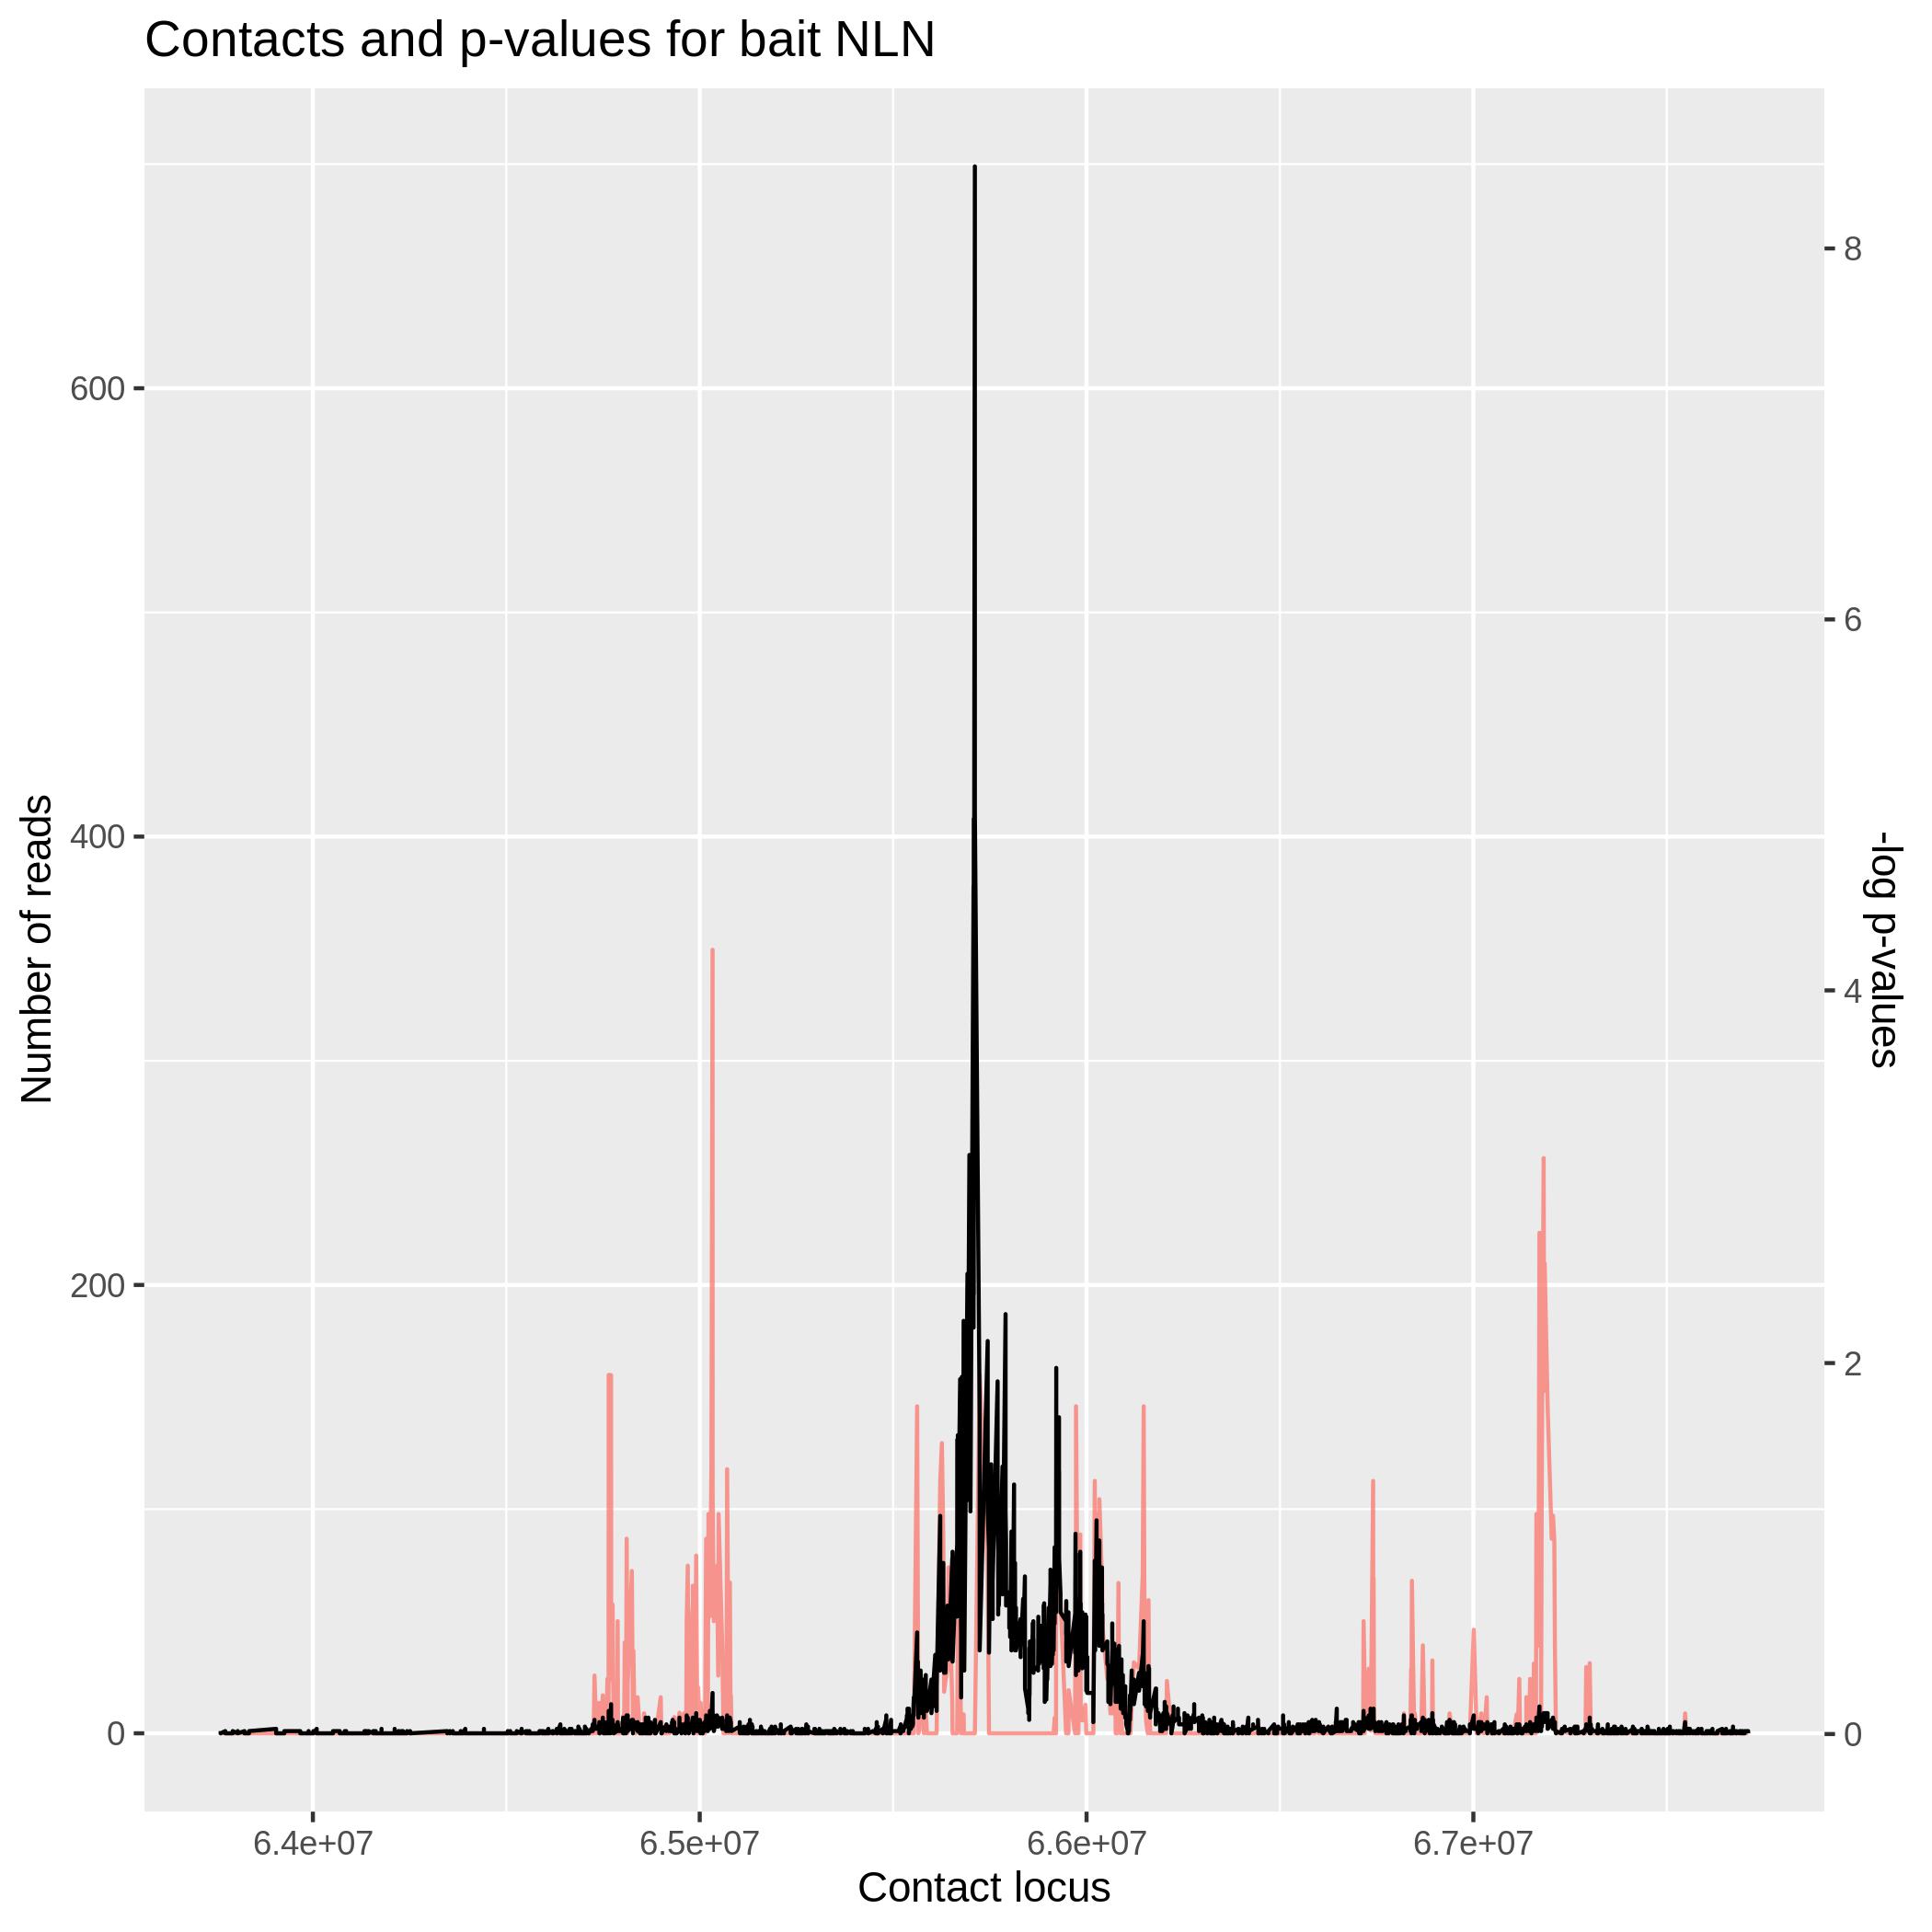 Contacts and p-values for bait NLN
Number of reads
600
400
200
0
8
6
4
2
0
-log p-values
6.4e+07
6.5e+07
6.6e+07
6.7e+07
Contact locus